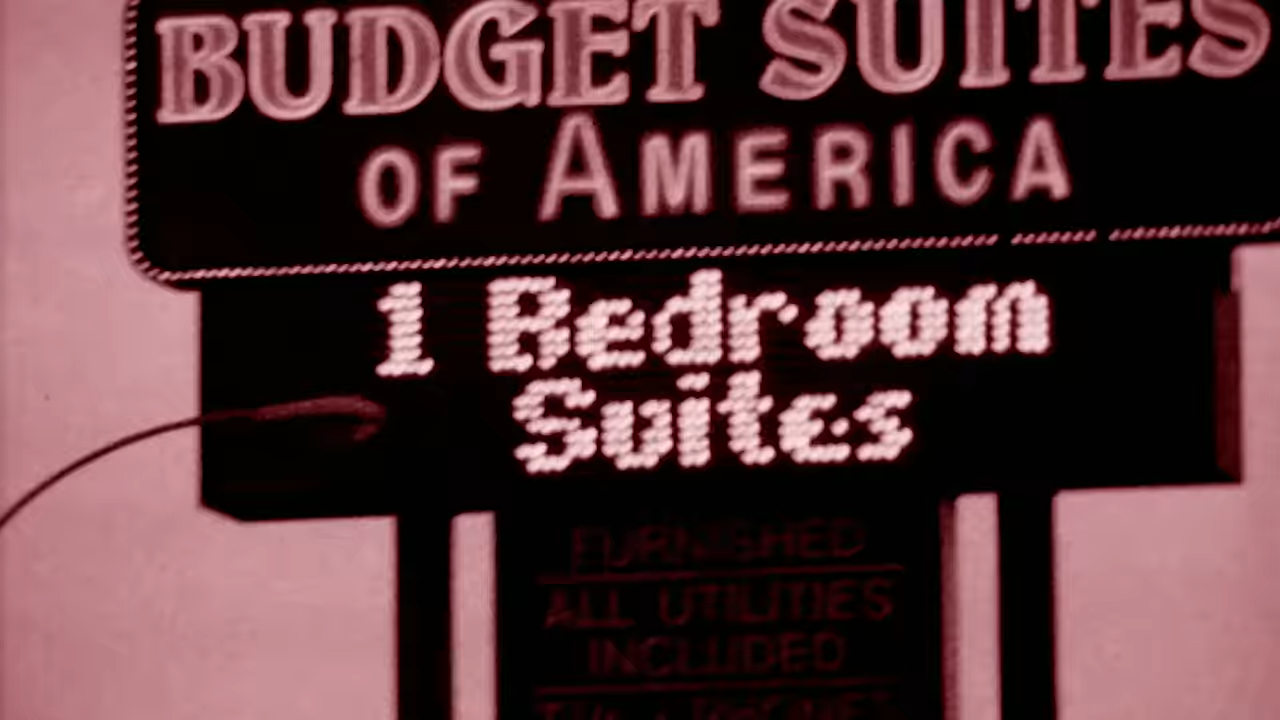 BUDGET SUITES
OF AMERICA
1 Bedroom
Suites
FURNISHED
ALL UTILITIES
INCLUDED